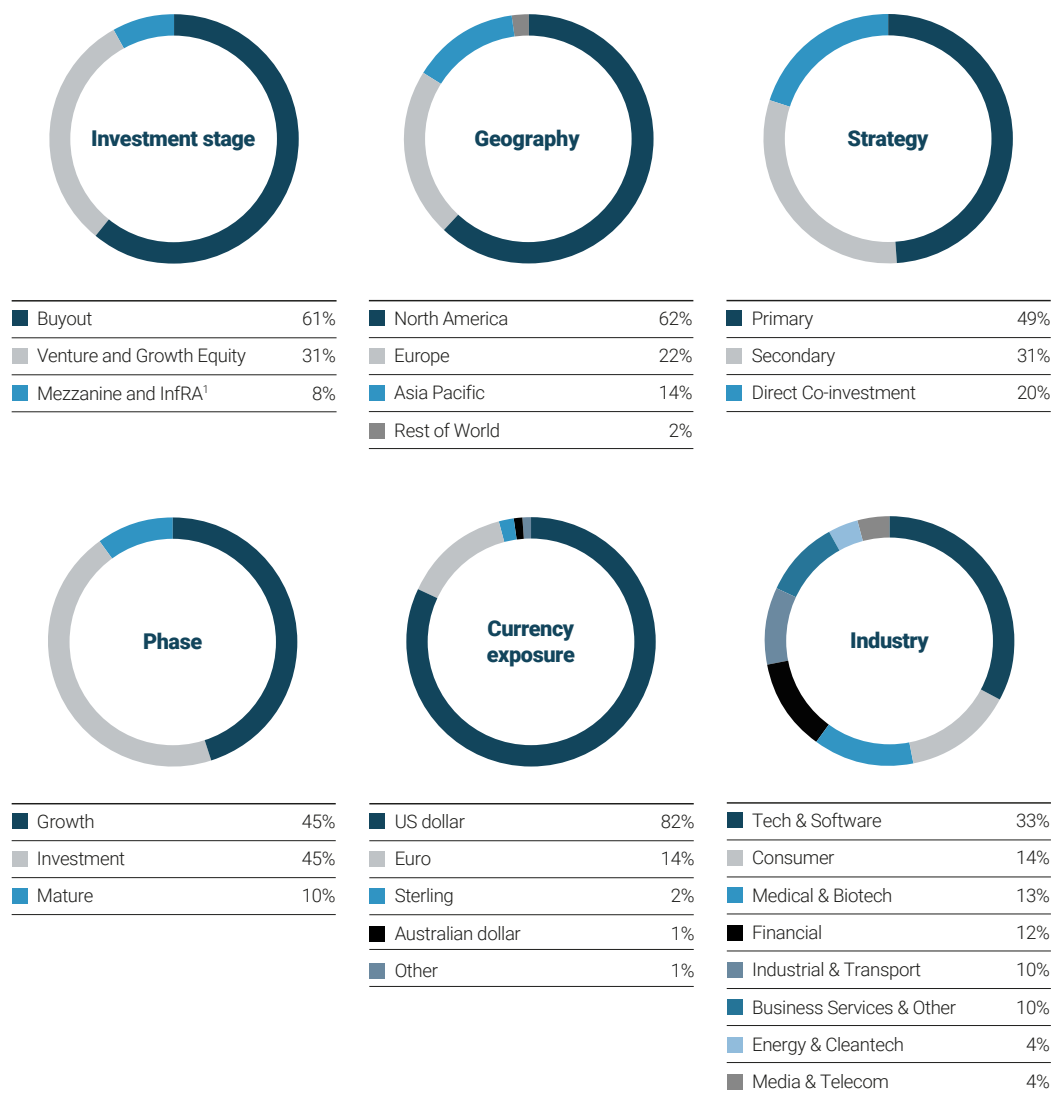 Investment stage
Buyout 61%
Venture and Growth Equity 31%
Mezzanine and InfRA¹ 8%
Geography
North America 62%
Europe 22%
Asia Pacific 14%
Rest of World 2%
Strategy
Primary 49%
Secondary 31%
Direct Co-investment 20%
Phase
Growth 45%
Investment 45%
Mature 10%
Currency
exposure
US dollar 82%
Euro 14%
Sterling 2%
Australian dollar 1%
Other 1%
Industry
Tech & Software 33%
Consumer 14%
Medical & Biotech 13%
Financial 12%
Industrial & Transport 10%
Business Services & Other 10%
Energy & Cleantech 4%
Media & Telecom 4%